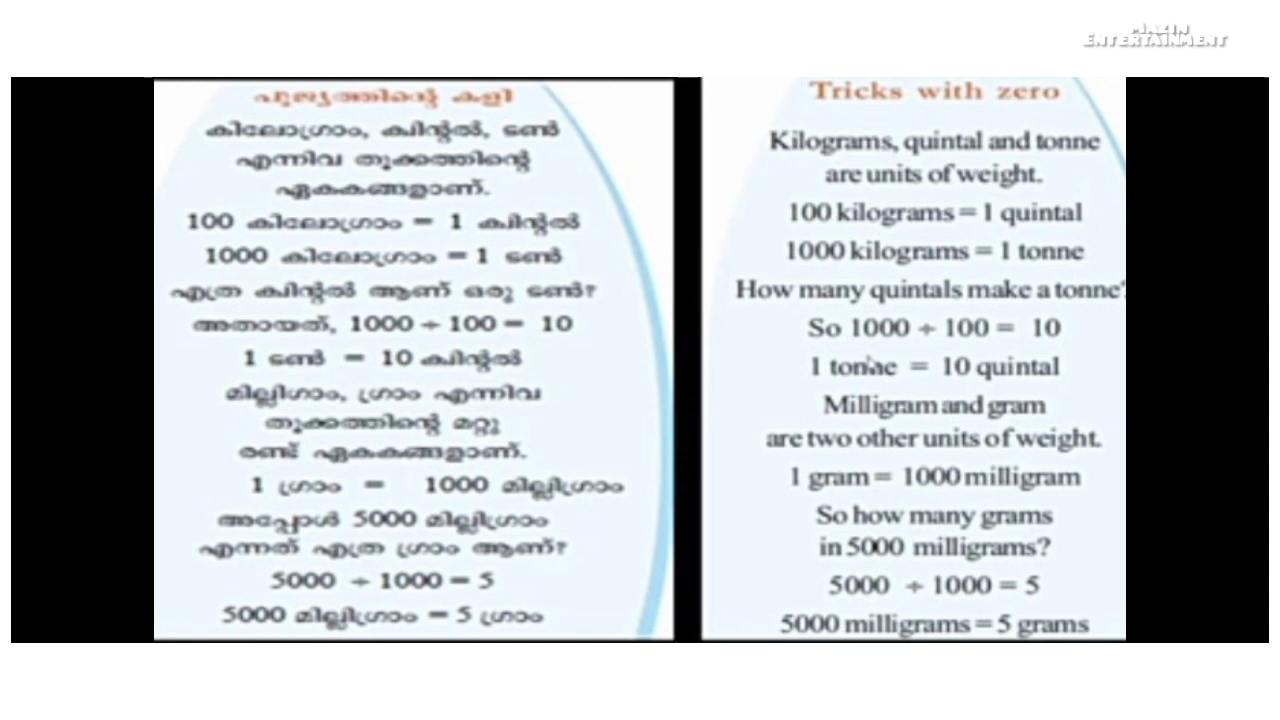 MAZIN
ENTERTAINMENT
പൂജ്യത്തിന്റെ കളി
കിലോഗ്രാം, ക്വിന്റൽ, ടൺ
എന്നിവ തൂക്കത്തിന്റെ
ഏകകങ്ങളാണ്.
100 കിലോഗ്രാം = 1 ക്വിന്റൽ
1000 കിലോഗ്രാം = 1 ടൺ
എത്ര ക്വിന്റൽ ആണ് ഒരു ടൺ?
അതായത്, 1000 ÷ 100 = 10
1 ടൺ = 10 ക്വിന്റൽ
മില്ലിഗ്രാം, ഗ്രാം എന്നിവ
തൂക്കത്തിന്റെ മറ്റു
രണ്ട് ഏകകങ്ങളാണ്.
1 ഗ്രാം = 1000 മില്ലിഗ്രാം
അപ്പോൾ 5000 മില്ലിഗ്രാം
എന്നത് എത്ര ഗ്രാം ആണ്?
5000 ÷ 1000 = 5
5000 മില്ലിഗ്രാം = 5 ഗ്രാം
Tricks with zero
Kilograms, quintal and tonne
are units of weight.
100 kilograms = 1 quintal
1000 kilograms = 1 tonne
How many quintals make a tonne?
So 1000 ÷ 100 = 10
1 tonne = 10 quintal
Milligram and gram
are two other units of weight.
1 gram = 1000 milligram
So how many grams
in 5000 milligrams?
5000 ÷ 1000 = 5
5000 milligrams = 5 grams